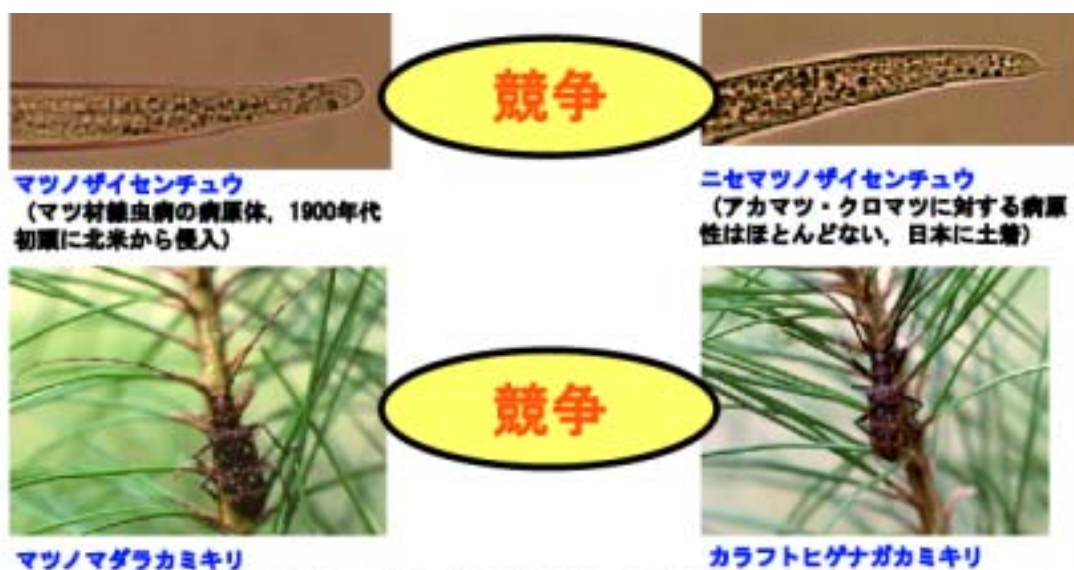 競争
マツノザイセンチュウ
（マツ材線虫病の病原体，1900年代
初頭に北米から侵入）
ニセマツノザイセンチュウ
（アカマツ・クロマツに対する病原
性はほとんどない，日本に土着）
競争
マツノマダラカミキリ
カラフトヒゲナガカミキリ